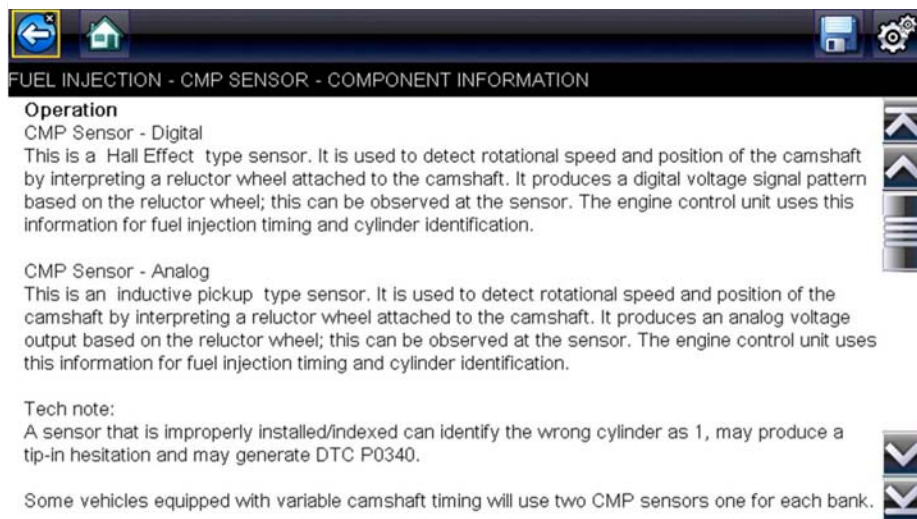 FUEL INJECTION - CMP SENSOR - COMPONENT INFORMATION
Operation
CMP Sensor - Digital
This is a Hall Effect type sensor. It is used to detect rotational speed and position of the camshaft
by interpreting a reluctor wheel attached to the camshaft. It produces a digital voltage signal pattern
based on the reluctor wheel; this can be observed at the sensor. The engine control unit uses this
information for fuel injection timing and cylinder identification.
CMP Sensor - Analog
This is an inductive pickup type sensor. It is used to detect rotational speed and position of the
camshaft by interpreting a reluctor wheel attached to the camshaft. It produces an analog voltage
output based on the reluctor wheel; this can be observed at the sensor. The engine control unit uses
this information for fuel injection timing and cylinder identification.
Tech note:
A sensor that is improperly installed/indexed can identify the wrong cylinder as 1, may produce a
tip-in hesitation and may generate DTC P0340.
Some vehicles equipped with variable camshaft timing will use two CMP sensors one for each bank.